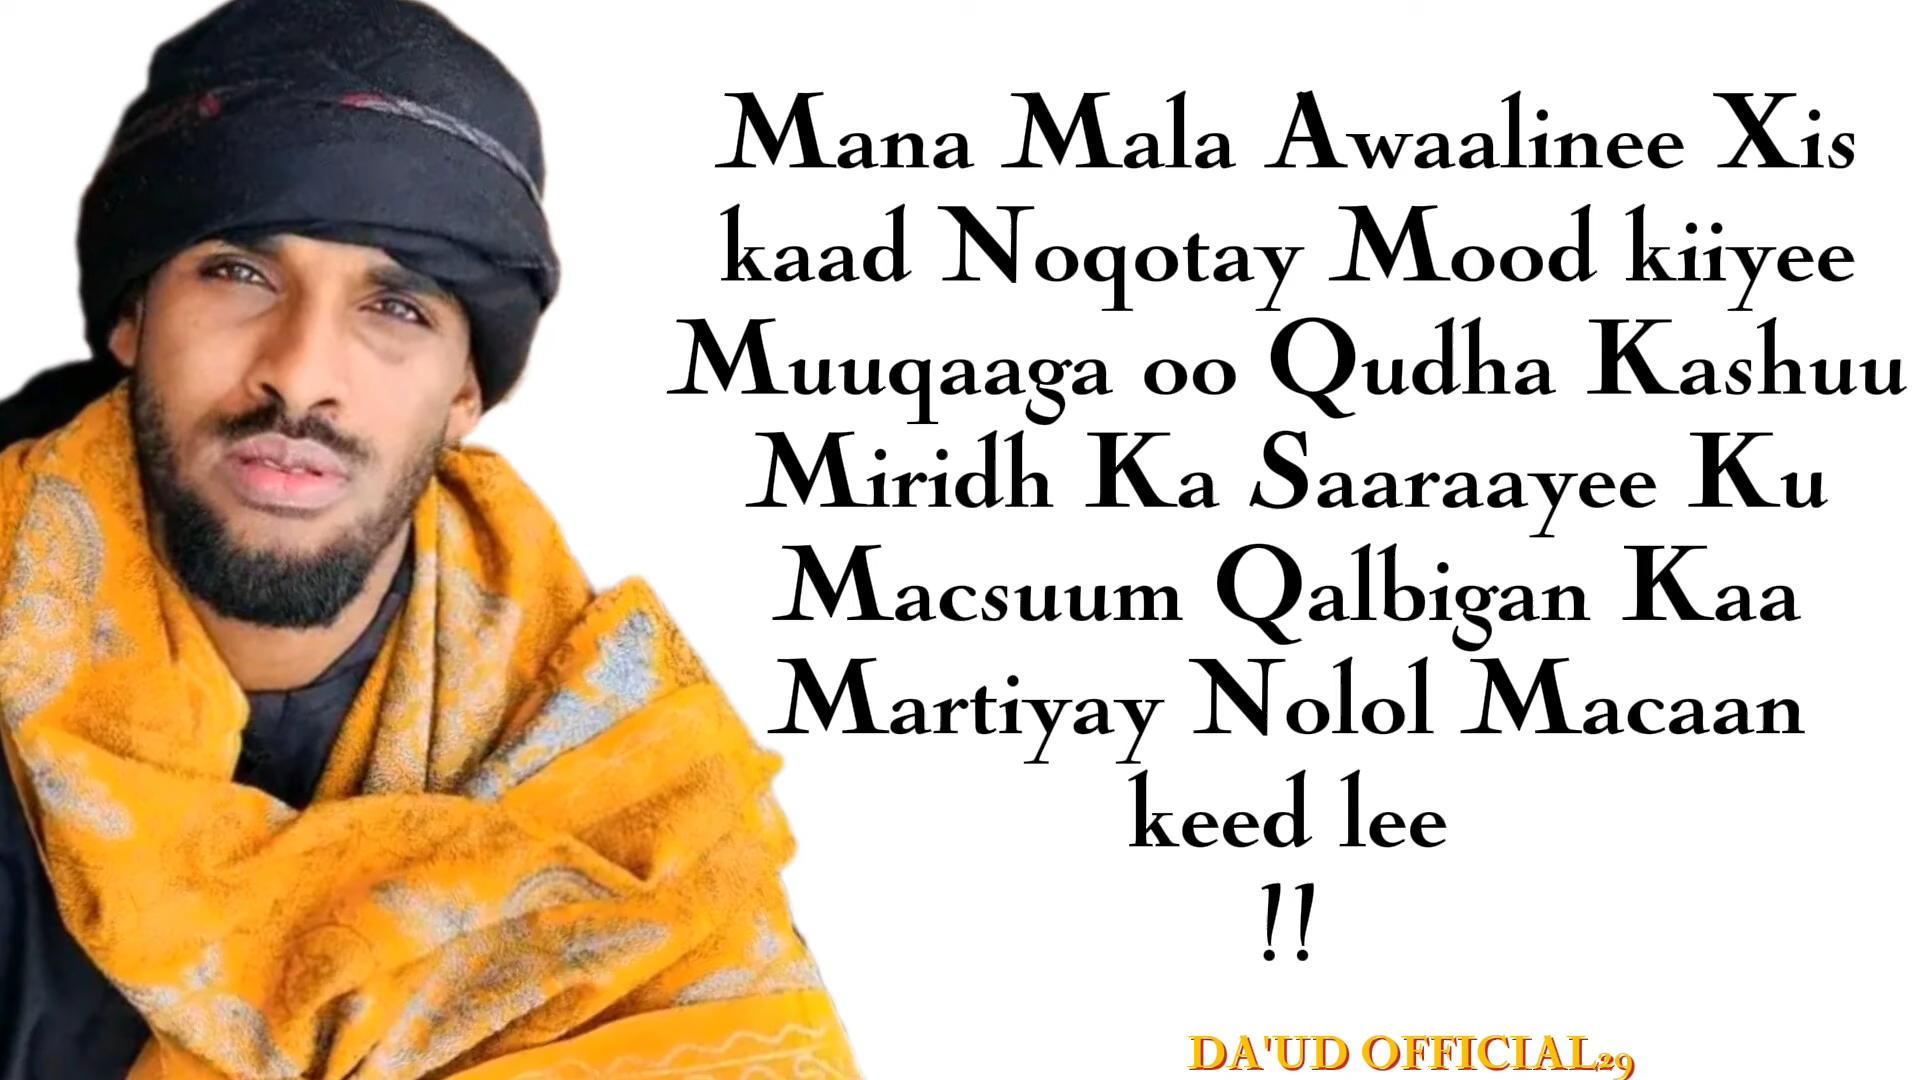 Mana Mala Awaalinee Xis
kaad Noqotay Mood kiiyee
Muuqaaga oo Qudha Kashuu
Miridh Ka Saaraayee Ku
Macsuum Qalbigan Kaa
Martiyay Nolol Macaan
keed lee
!!
DA'UD OFFICIAL29